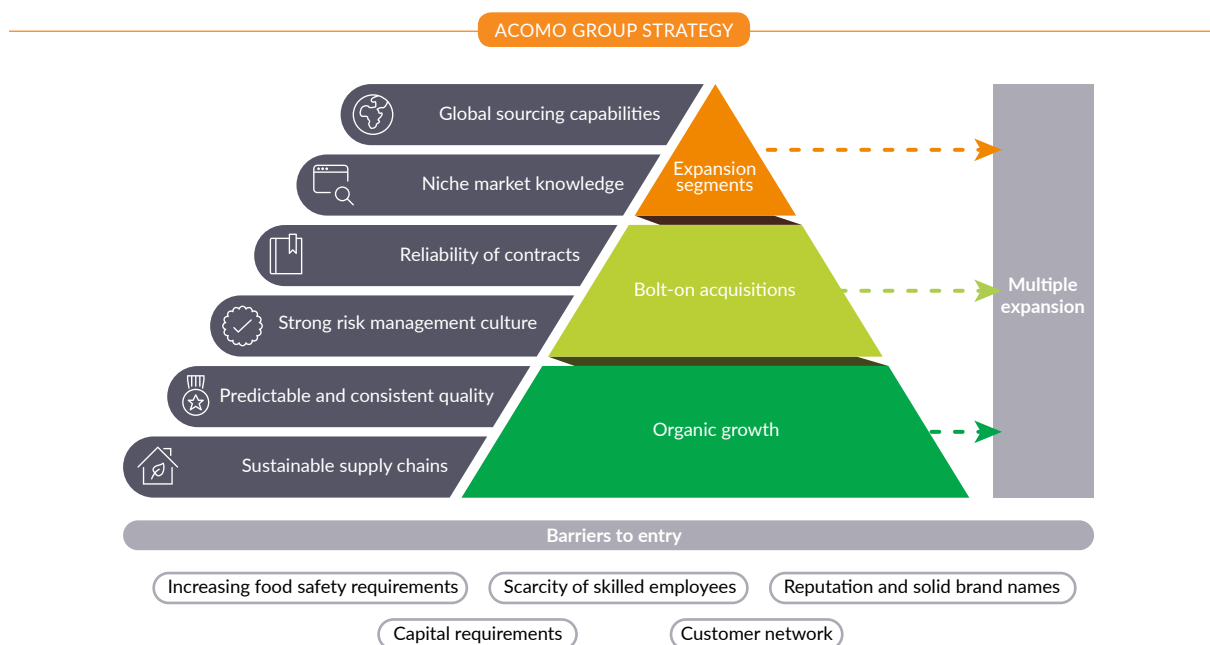 ACOMO GROUP STRATEGY
Global sourcing capabilities
Niche market knowledge
Reliability of contracts
Strong risk management culture
Predictable and consistent quality
Sustainable supply chains
Expansion
segments
Bolt-on acquisitions
Organic growth
Multiple
expansion
Barriers to entry
Increasing food safety requirements
Scarcity of skilled employees
Reputation and solid brand names
Capital requirements
Customer network